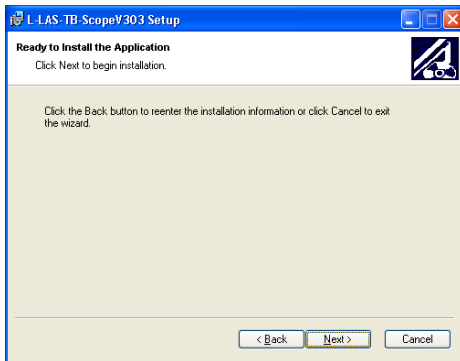 L-LAS-TB-ScopeV303 Setup
Ready to Install the Application
Click Next to begin installation.
Click the Back button to reenter the installation information or click Cancel to exit
the wizard.
< Back Next > Cancel